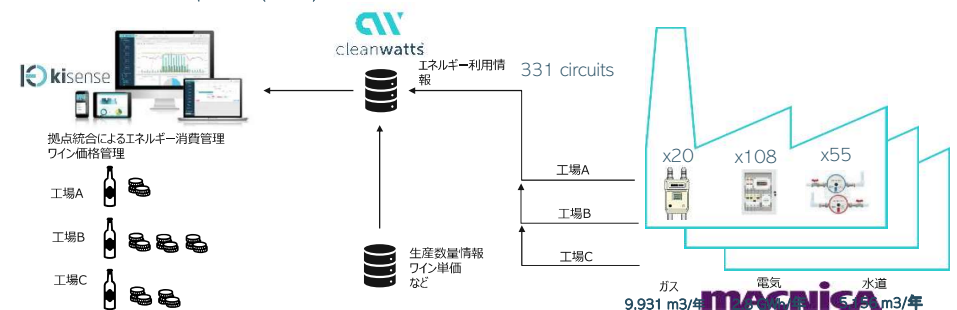 cleanwatts
kisense
エネルギー利用情
報
331 circuits
x20
x108
x55
拠点統合によるエネルギー消費管理
ワイン価格管理
工場A
工場B
工場C
工場A
工場B
工場C
生産数量情報
ワイン単価
など
ガス
電気
水道
9.931 m3/年
m3/年
macnica